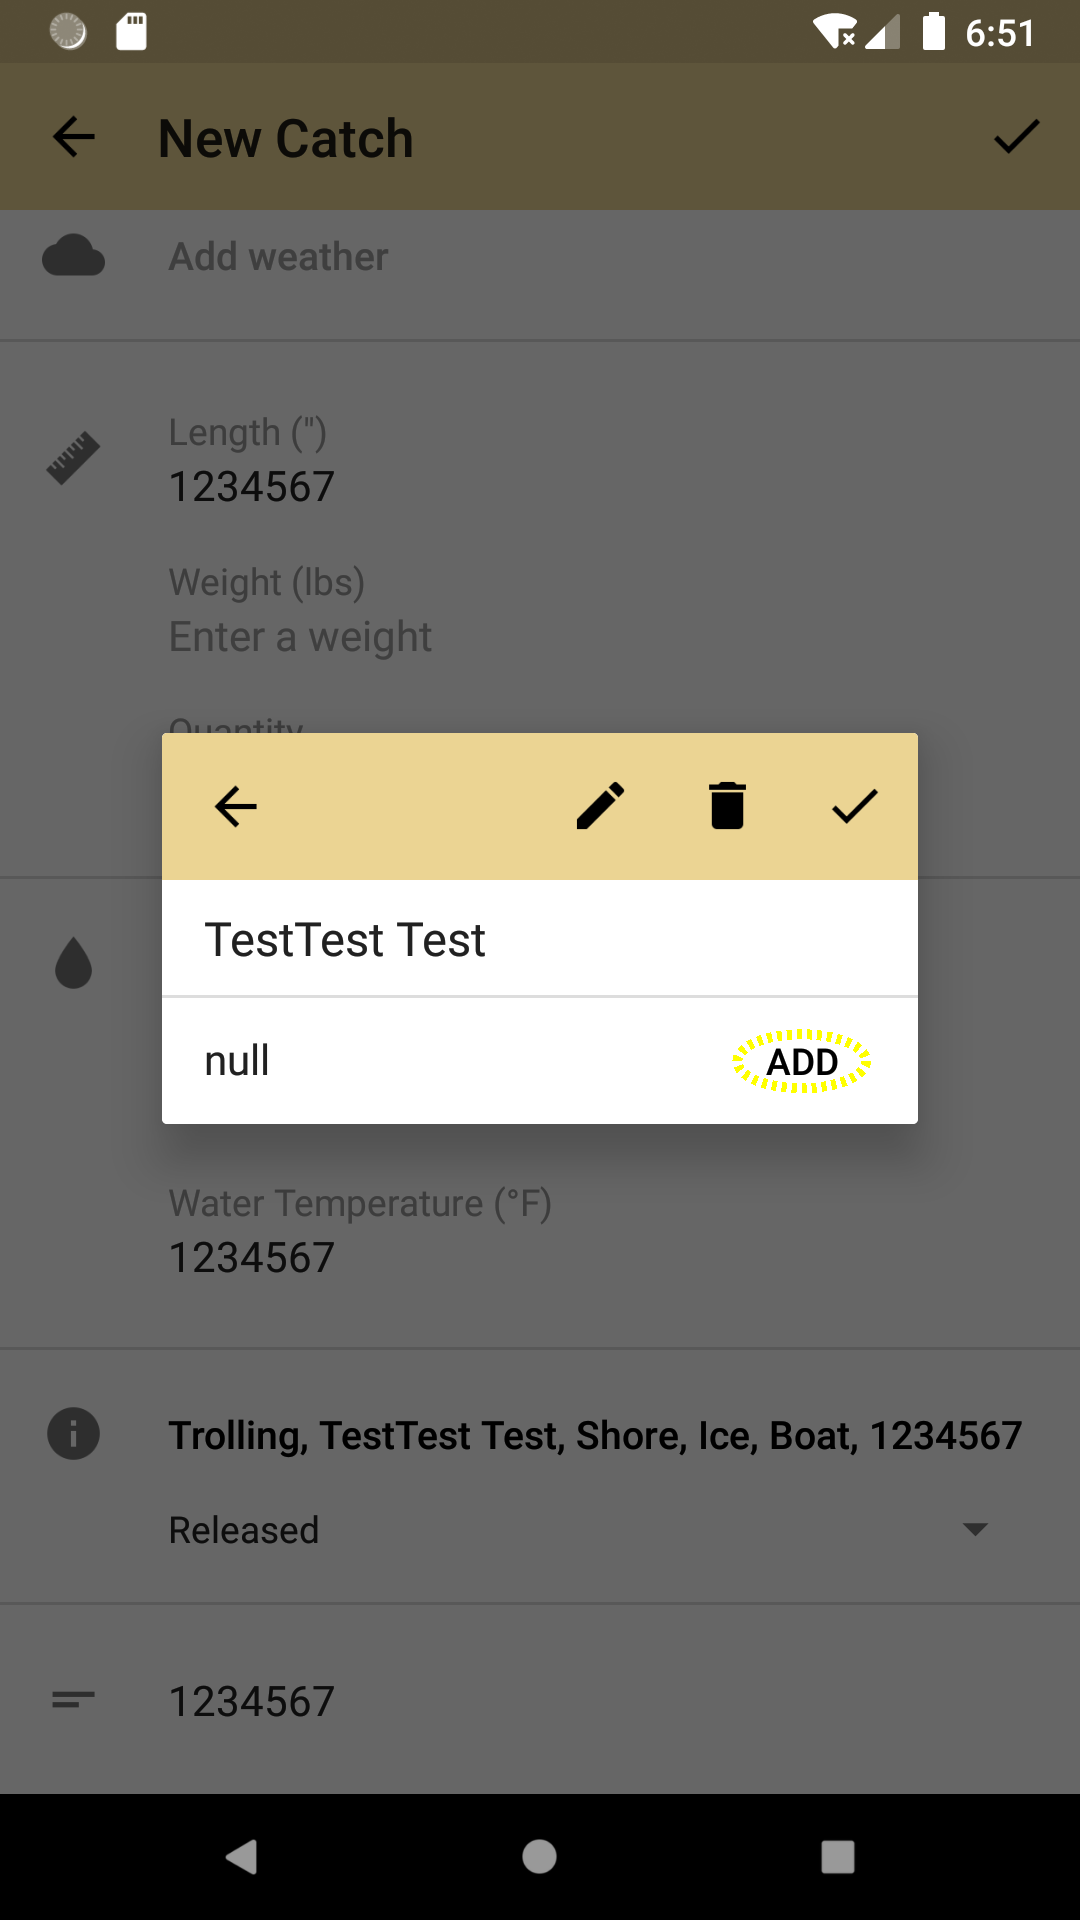 6:51
New Catch
Add weather
Length (")
1234567
Weight (lbs)
Enter a weight
Quantity
TestTest Test
null ADD
Water Temperature (°F)
1234567
Trolling, TestTest Test, Shore, Ice, Boat, 1234567
Released
1234567